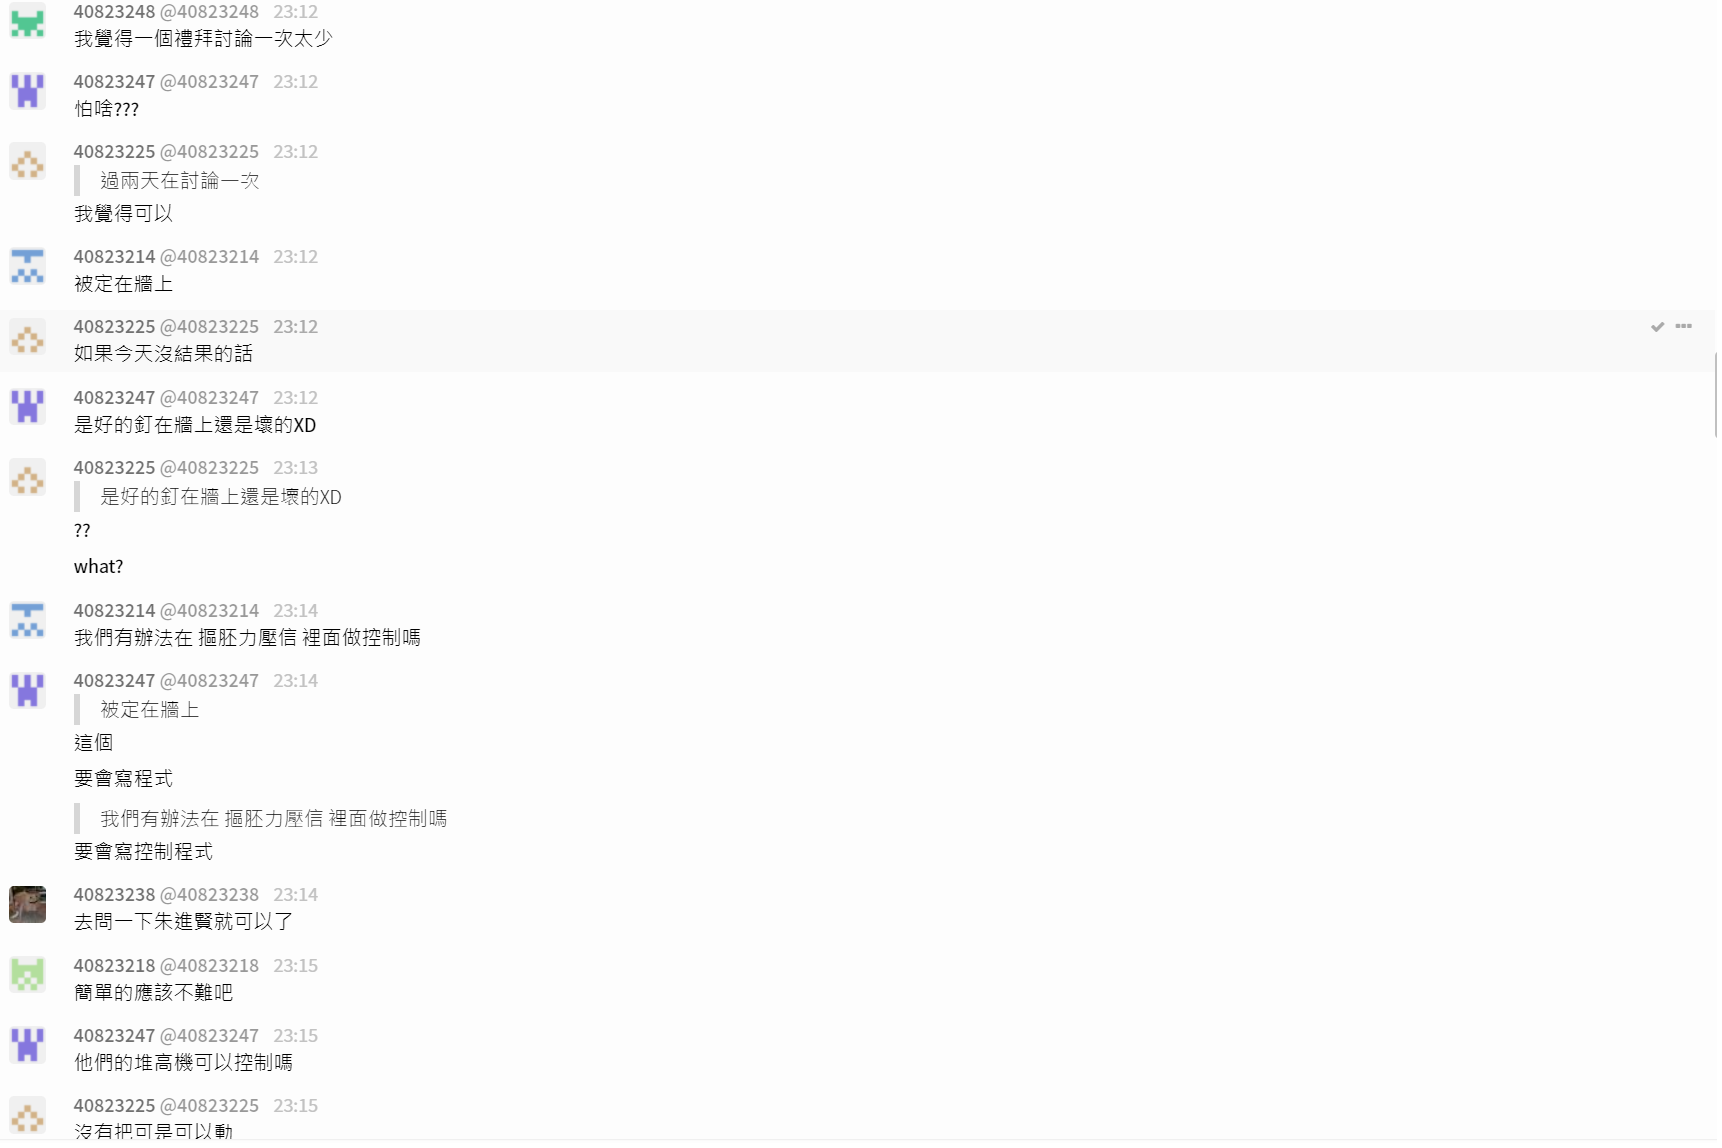 40823248 @40823248 23:12
我覺得一個禮拜討論一次太少
40823247 @40823247 23:12
怕啥???
40823225 @40823225 23:12
過兩天在討論一次
我覺得可以
40823214 @40823214 23:12
被定在牆上
40823225 @40823225 23:12
如果今天沒結果的話
40823247 @40823247 23:12
是好的釘在牆上還是壞的XD
40823225 @40823225 23:13
是好的釘在牆上還是壞的XD
??
what?
40823214 @40823214 23:14
我們有辦法在 摳胚力壓信 裡面做控制嗎
40823247 @40823247 23:14
被定在牆上
這個
要會寫程式
我們有辦法在 摳胚力壓信 裡面做控制嗎
要會寫控制程式
40823238 @40823238 23:14
去問一下朱進賢就可以了
40823218 @40823218 23:15
簡單的應該不難吧
40823247 @40823247 23:15
他們的堆高機可以控制嗎
40823225 @40823225 23:15
沒有把可是可以動